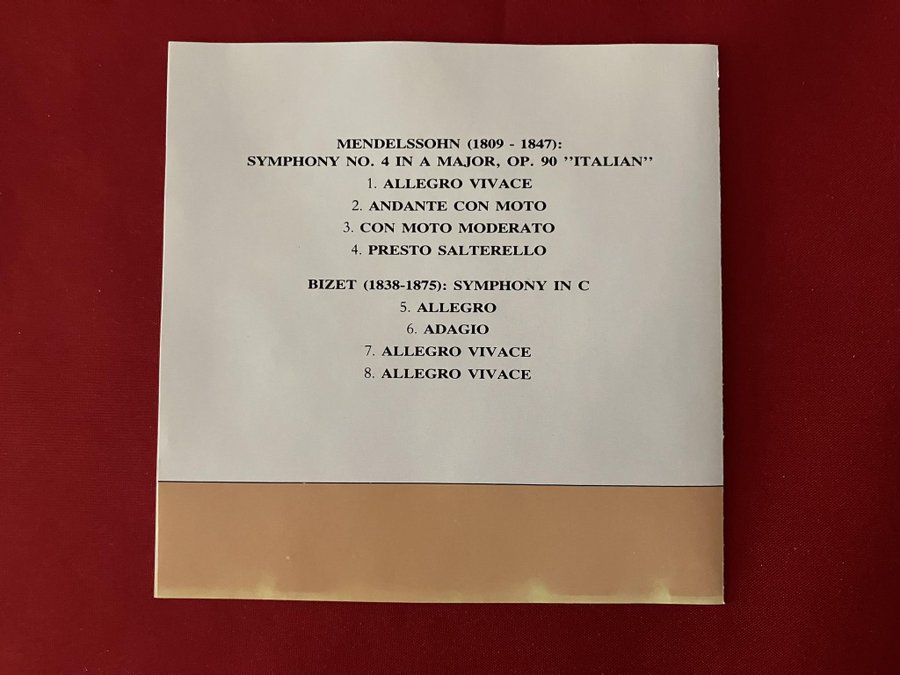 MENDELSSOHN (1809 - 1847):
SYMPHONY NO. 4 IN A MAJOR, OP. 90 ''ITALIAN''
1. ALLEGRO VIVACE
2. ANDANTE CON MOTO
3. CON MOTO MODERATO
4. PRESTO SALTERELLO
BIZET (1838-1875): SYMPHONY IN C
5. ALLEGRO
6. ADAGIO
7. ALLEGRO VIVACE
8. ALLEGRO VIVACE